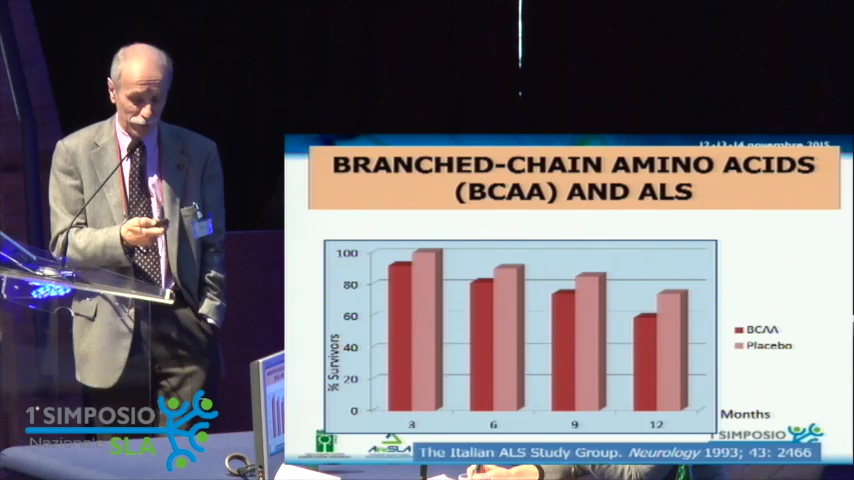 12-13-14 novembre 2015
BRANCHED-CHAIN AMINO ACIDS
(BCAA) AND ALS
100
80
60
40
20
0
% Survivors
3 6 9 12
Months
BCAA
Placebo
1°SIMPOSIO
AriSLA
The Italian ALS Study Group. Neurology 1993; 43: 2466
1°SIMPOSIO
Nazionale SLA